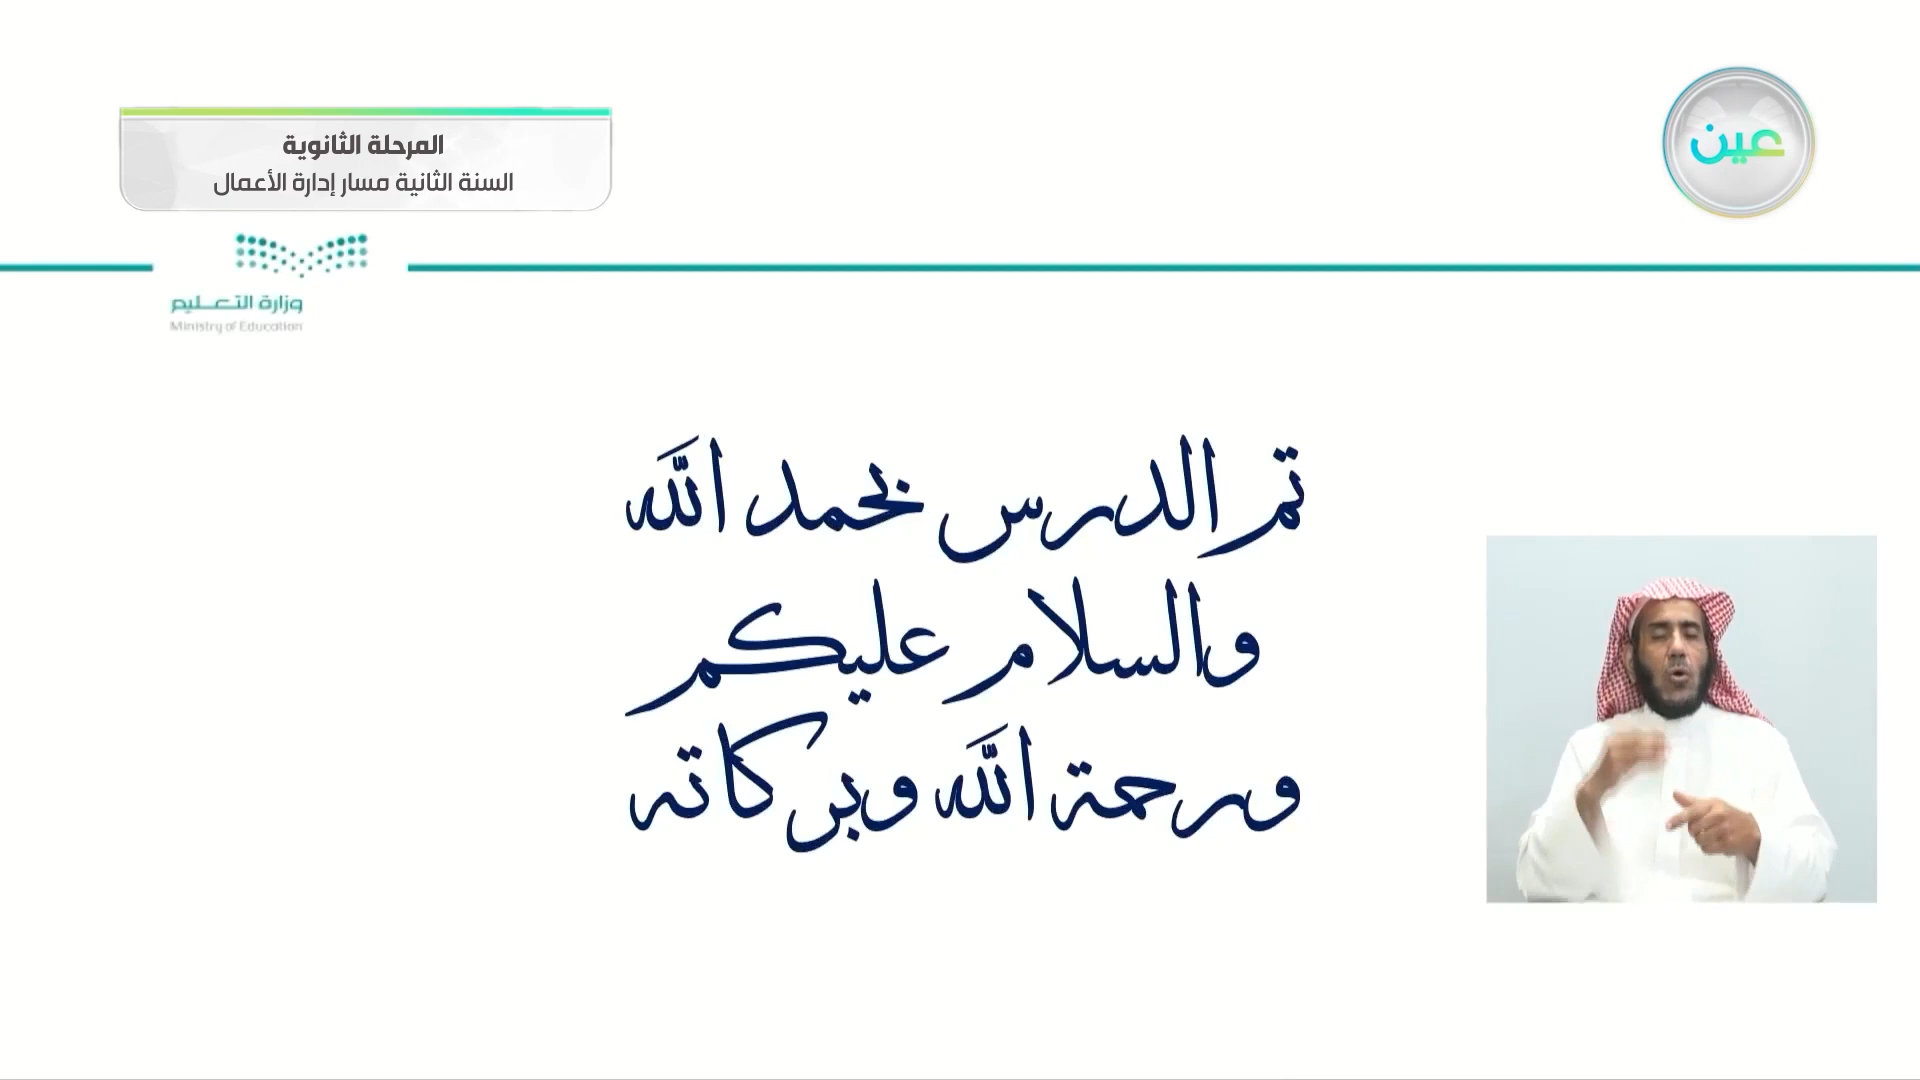 المرحلة الثانوية
السنة الثانية مسار إدارة الأعمال
عين
وزارة التعـليم
Ministry of Education
تم الدرس بحمد الله
والسلام عليكم
ورحمة الله وبركاته